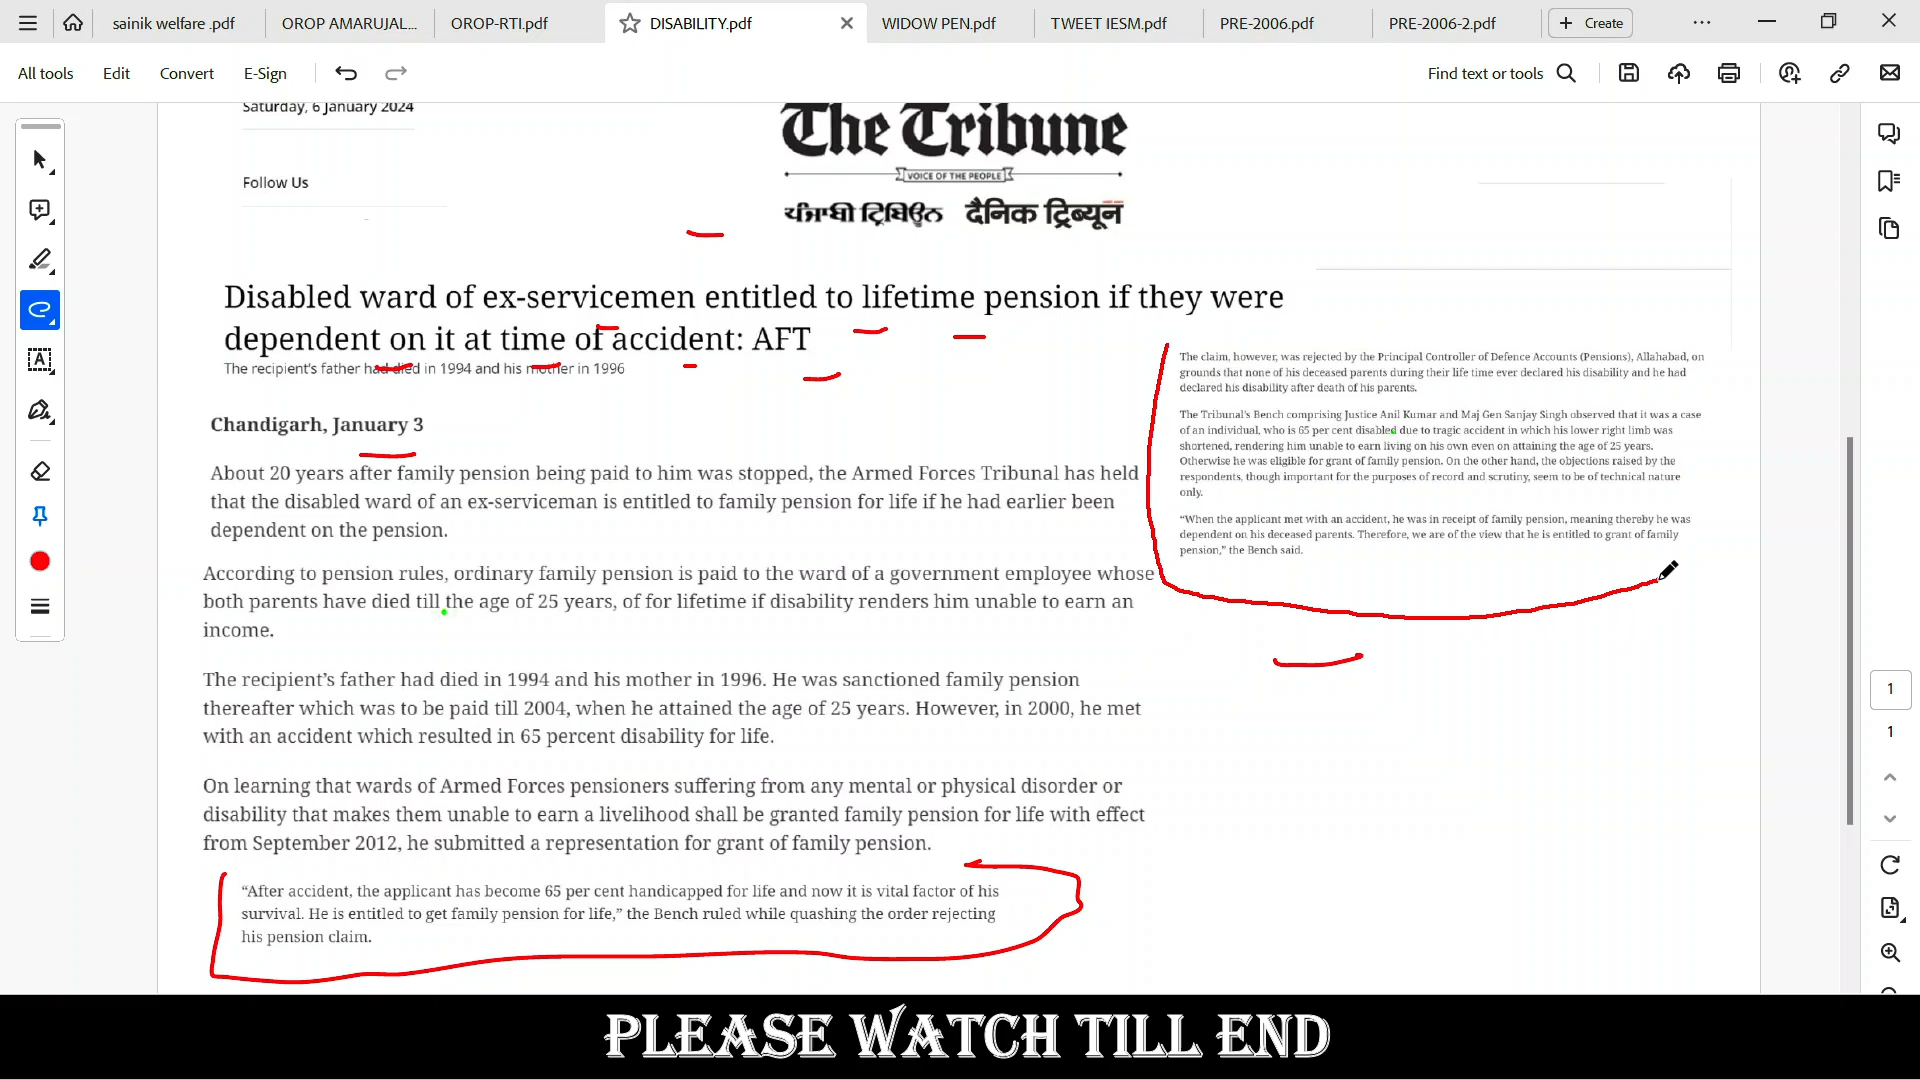 sainik welfare .pdf
OROP AMARUJAL...
OROP-RTI.pdf
DISABILITY.pdf
WIDOW PEN.pdf
TWEET IESM.pdf
PRE-2006.pdf
PRE-2006-2.pdf
Create
All tools
Edit
Convert
E-Sign
Find text or tools
Saturday, 6 January 2024
The Tribune
VOICE OF THE PEOPLE
Follow Us
ਪੰਜਾਬੀ ਟ੍ਰਿਬਿਊਨ दैनिक ट्रिब्यून
Disabled ward of ex-servicemen entitled to lifetime pension if they were
dependent on it at time of accident: AFT
The recipient's father had died in 1994 and his mother in 1996
Chandigarh, January 3
About 20 years after family pension being paid to him was stopped, the Armed Forces Tribunal has held
that the disabled ward of an ex-serviceman is entitled to family pension for life if he had earlier been
dependent on the pension.
According to pension rules, ordinary family pension is paid to the ward of a government employee whose
both parents have died till the age of 25 years, of for lifetime if disability renders him unable to earn an
income.
The recipient’s father had died in 1994 and his mother in 1996. He was sanctioned family pension
thereafter which was to be paid till 2004, when he attained the age of 25 years. However, in 2000, he met
with an accident which resulted in 65 percent disability for life.
On learning that wards of Armed Forces pensioners suffering from any mental or physical disorder or
disability that makes them unable to earn a livelihood shall be granted family pension for life with effect
from September 2012, he submitted a representation for grant of family pension.
“After accident, the applicant has become 65 per cent handicapped for life and now it is vital factor of his
survival. He is entitled to get family pension for life,” the Bench ruled while quashing the order rejecting
his pension claim.
The claim, however, was rejected by the Principal Controller of Defence Accounts (Pensions), Allahabad, on
grounds that none of his deceased parents during their life time ever declared his disability and he had
declared his disability after death of his parents.
The Tribunal’s Bench comprising Justice Anil Kumar and Maj Gen Sanjay Singh observed that it was a case
of an individual, who is 65 per cent disabled due to tragic accident in which his lower right limb was
shortened, rendering him unable to earn living on his own even on attaining the age of 25 years.
Otherwise he was eligible for grant of family pension. On the other hand, the objections raised by the
respondents, though important for the purposes of record and scrutiny, seem to be of technical nature
only.
“When the applicant met with an accident, he was in receipt of family pension, meaning thereby he was
dependent on his deceased parents. Therefore, we are of the view that he is entitled to grant of family
pension,” the Bench said.
1
1
PLEASE WATCH TILL END